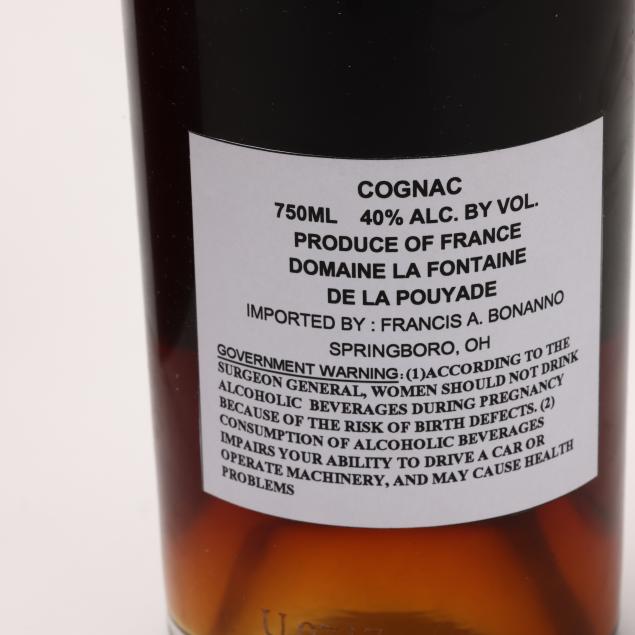 COGNAC
750ML 40% ALC. BY VOL.
PRODUCE OF FRANCE
DOMAINE LA FONTAINE
DE LA POUYADE
IMPORTED BY : FRANCIS A. BONANNO
SPRINGBORO, OH
GOVERNMENT WARNING:(1)ACCORDING TO THE
SURGEON GENERAL, WOMEN SHOULD NOT DRINK
ALCOHOLIC BEVERAGES DURING PREGNANCY
BECAUSE OF THE RISK OF BIRTH DEFECTS. (2)
CONSUMPTION OF ALCOHOLIC BEVERAGES
IMPAIRS YOUR ABILITY TO DRIVE A CAR OR
OPERATE MACHINERY, AND MAY CAUSE HEALTH
PROBLEMS